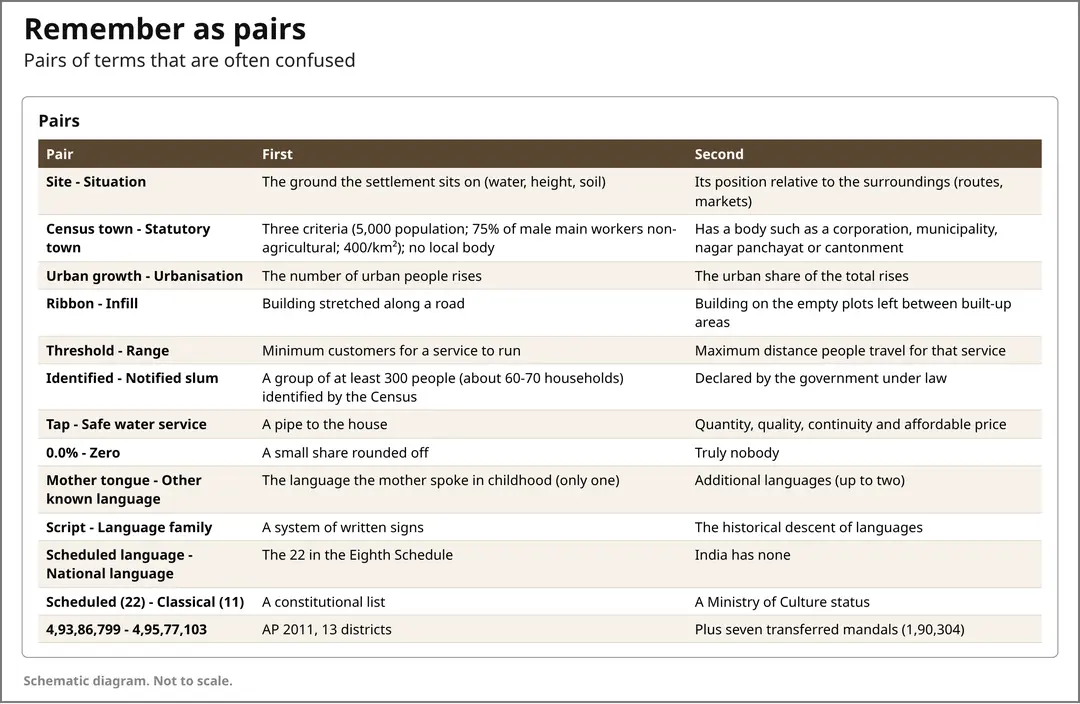 Remember as pairs
Pairs of terms that are often confused
Pairs
Pair First Second
Site - Situation The ground the settlement sits on (water, height, soil) Its position relative to the surroundings (routes,
markets)
Census town - Statutory Three criteria (5,000 population; 75% of male main workers non- Has a body such as a corporation, municipality,
town agricultural; 400/km²); no local body nagar panchayat or cantonment
Urban growth - Urbanisation The number of urban people rises The urban share of the total rises
Ribbon - Infill Building stretched along a road Building on the empty plots left between built-up
areas
Threshold - Range Minimum customers for a service to run Maximum distance people travel for that service
Identified - Notified slum A group of at least 300 people (about 60-70 households) Declared by the government under law
identified by the Census
Tap - Safe water service A pipe to the house Quantity, quality, continuity and affordable price
0.0% - Zero A small share rounded off Truly nobody
Mother tongue - Other The language the mother spoke in childhood (only one) Additional languages (up to two)
known language
Script - Language family A system of written signs The historical descent of languages
Scheduled language - The 22 in the Eighth Schedule India has none
National language
Scheduled (22) - Classical (11) A constitutional list A Ministry of Culture status
4,93,86,799 - 4,95,77,103 AP 2011, 13 districts Plus seven transferred mandals (1,90,304)
Schematic diagram. Not to scale.